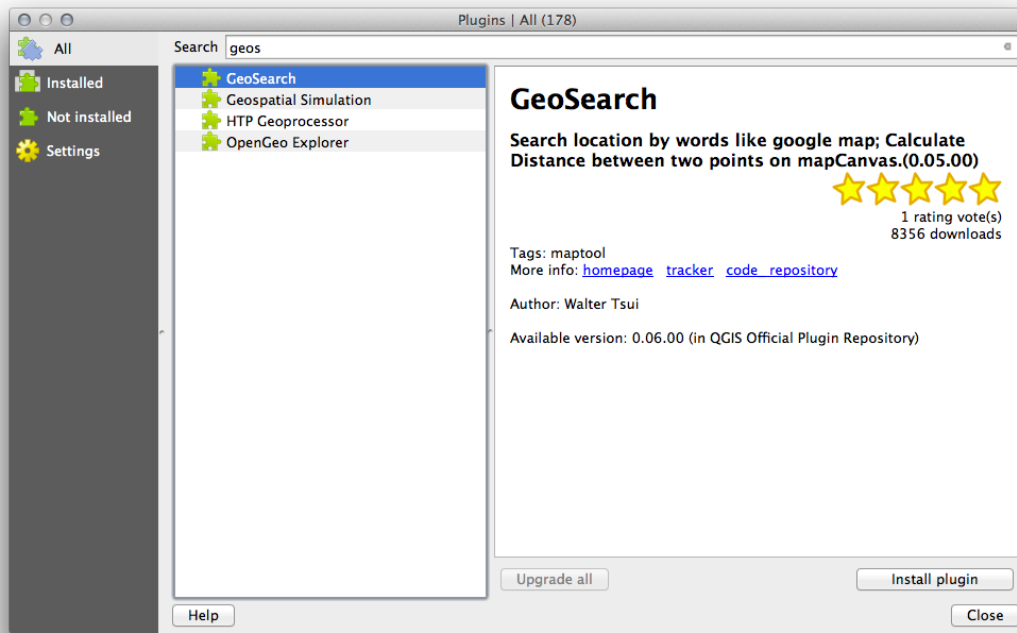 Plugins | All (178)
All
Installed
Not installed
Settings
Search geos
GeoSearch
Geospatial Simulation
HTP Geoprocessor
OpenGeo Explorer
GeoSearch
Search location by words like google map; Calculate
Distance between two points on mapCanvas.(0.05.00)
1 rating vote(s)
8356 downloads
Tags: maptool
More info: homepage tracker code_repository
Author: Walter Tsui
Available version: 0.06.00 (in QGIS Official Plugin Repository)
Upgrade all
Install plugin
Help
Close